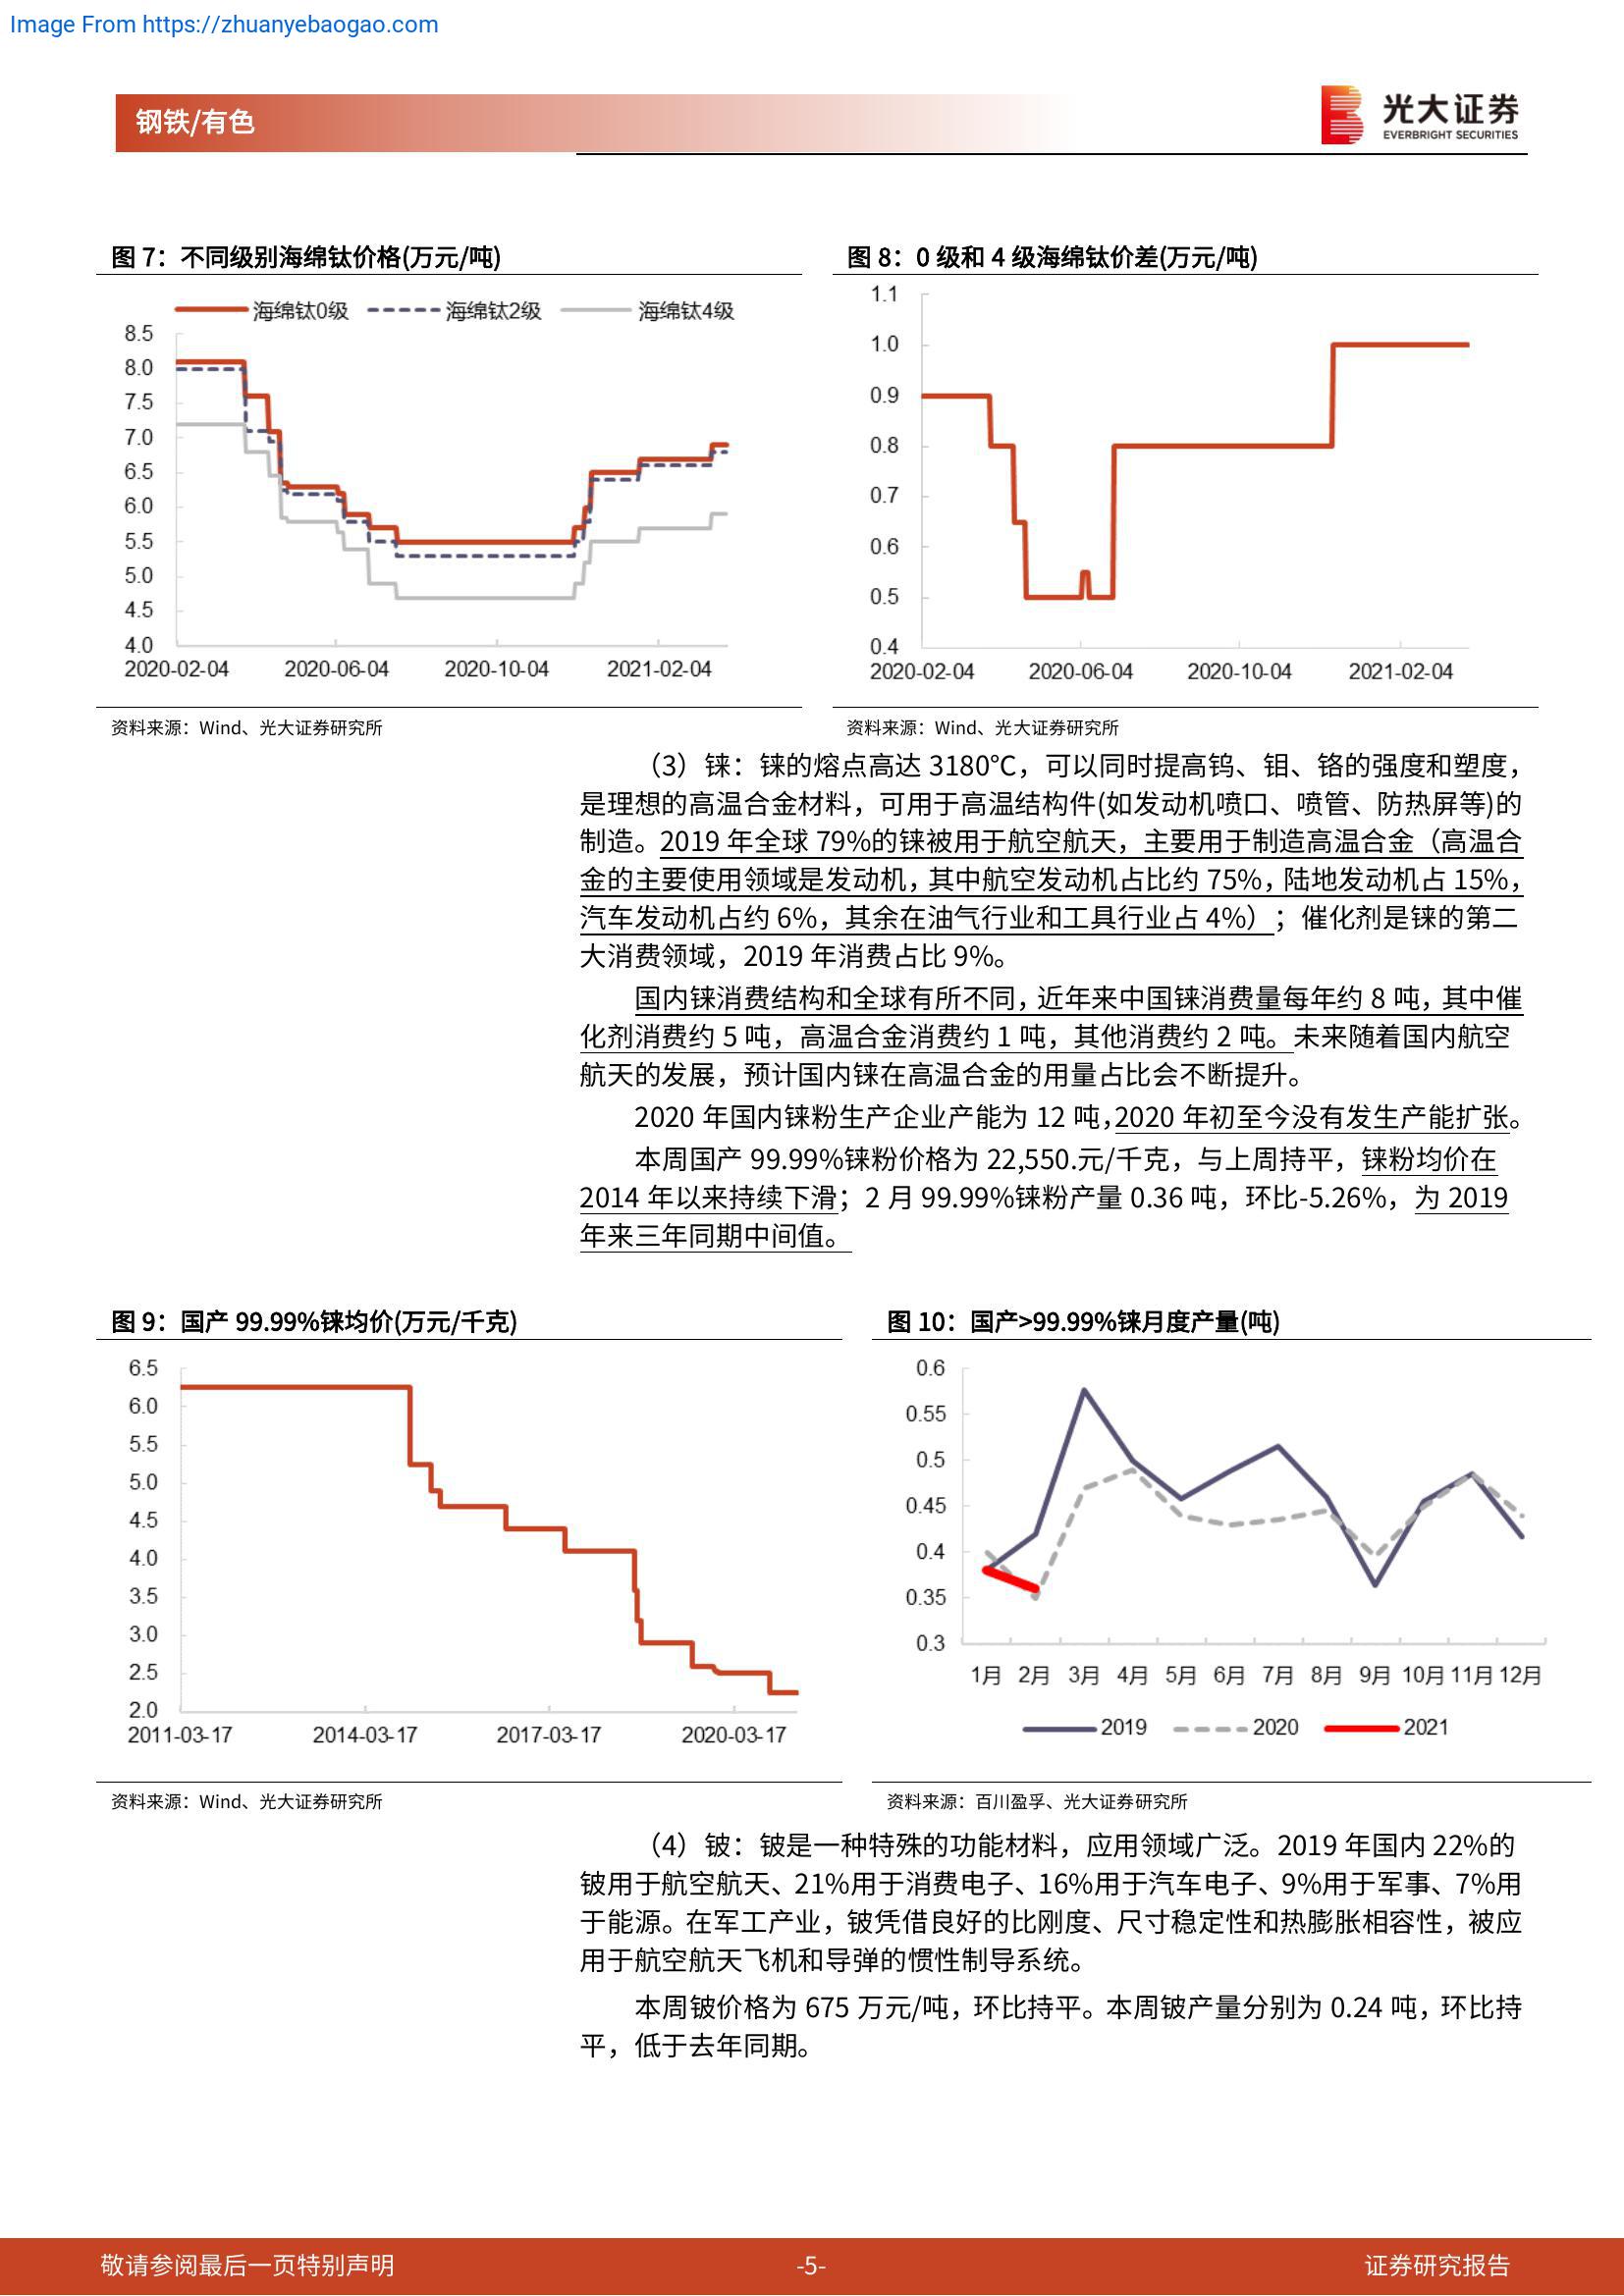 Image From https://zhuanyebaogao.com
钢铁/有色
光大证券
EVERBRIGHT SECURITIES
图 7：不同级别海绵钛价格(万元/吨)
海绵钛0级 海绵钛2级 海绵钛4级
8.5
8.0
7.5
7.0
6.5
6.0
5.5
5.0
4.5
4.0
2020-02-04 2020-06-04 2020-10-04 2021-02-04
资料来源：Wind、光大证券研究所
图 8：0 级和 4 级海绵钛价差(万元/吨)
1.1
1.0
0.9
0.8
0.7
0.6
0.5
0.4
2020-02-04 2020-06-04 2020-10-04 2021-02-04
资料来源：Wind、光大证券研究所
（3）铼：铼的熔点高达 3180℃，可以同时提高钨、钼、铬的强度和塑度，
是理想的高温合金材料，可用于高温结构件(如发动机喷口、喷管、防热屏等)的
制造。2019 年全球 79%的铼被用于航空航天，主要用于制造高温合金（高温合
金的主要使用领域是发动机，其中航空发动机占比约 75%，陆地发动机占 15%，
汽车发动机占约 6%，其余在油气行业和工具行业占 4%）；催化剂是铼的第二
大消费领域，2019 年消费占比 9%。
国内铼消费结构和全球有所不同，近年来中国铼消费量每年约 8 吨，其中催
化剂消费约 5 吨，高温合金消费约 1 吨，其他消费约 2 吨。未来随着国内航空
航天的发展，预计国内铼在高温合金的用量占比会不断提升。
2020 年国内铼粉生产企业产能为 12 吨，2020 年初至今没有发生产能扩张。
本周国产 99.99%铼粉价格为 22,550.元/千克，与上周持平，铼粉均价在
2014 年以来持续下滑；2 月 99.99%铼粉产量 0.36 吨，环比-5.26%，为 2019
年来三年同期中间值。
图 9：国产 99.99%铼均价(万元/千克)
6.5
6.0
5.5
5.0
4.5
4.0
3.5
3.0
2.5
2.0
2011-03-17 2014-03-17 2017-03-17 2020-03-17
资料来源：Wind、光大证券研究所
图 10：国产>99.99%铼月度产量(吨)
0.6
0.55
0.5
0.45
0.4
0.35
0.3
1月 2月 3月 4月 5月 6月 7月 8月 9月 10月 11月 12月
2019 2020 2021
资料来源：百川盈孚、光大证券研究所
（4）铍：铍是一种特殊的功能材料，应用领域广泛。2019 年国内 22%的
铍用于航空航天、21%用于消费电子、16%用于汽车电子、9%用于军事、7%用
于能源。在军工产业，铍凭借良好的比刚度、尺寸稳定性和热膨胀相容性，被应
用于航空航天飞机和导弹的惯性制导系统。
本周铍价格为 675 万元/吨，环比持平。本周铍产量分别为 0.24 吨，环比持
平，低于去年同期。
敬请参阅最后一页特别声明
-5-
证券研究报告